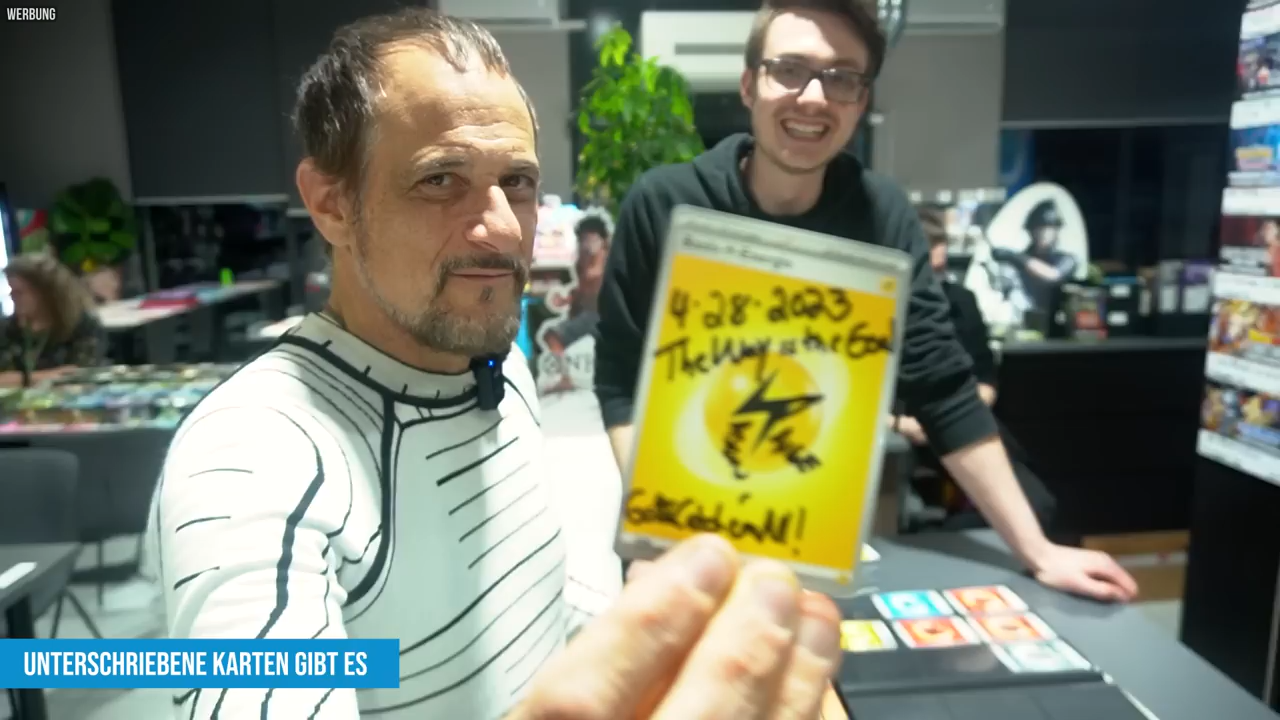 WERBUNG
4·28·2023
The Way is the Goal
UNTERSCHRIEBENE KARTEN GIBT ES